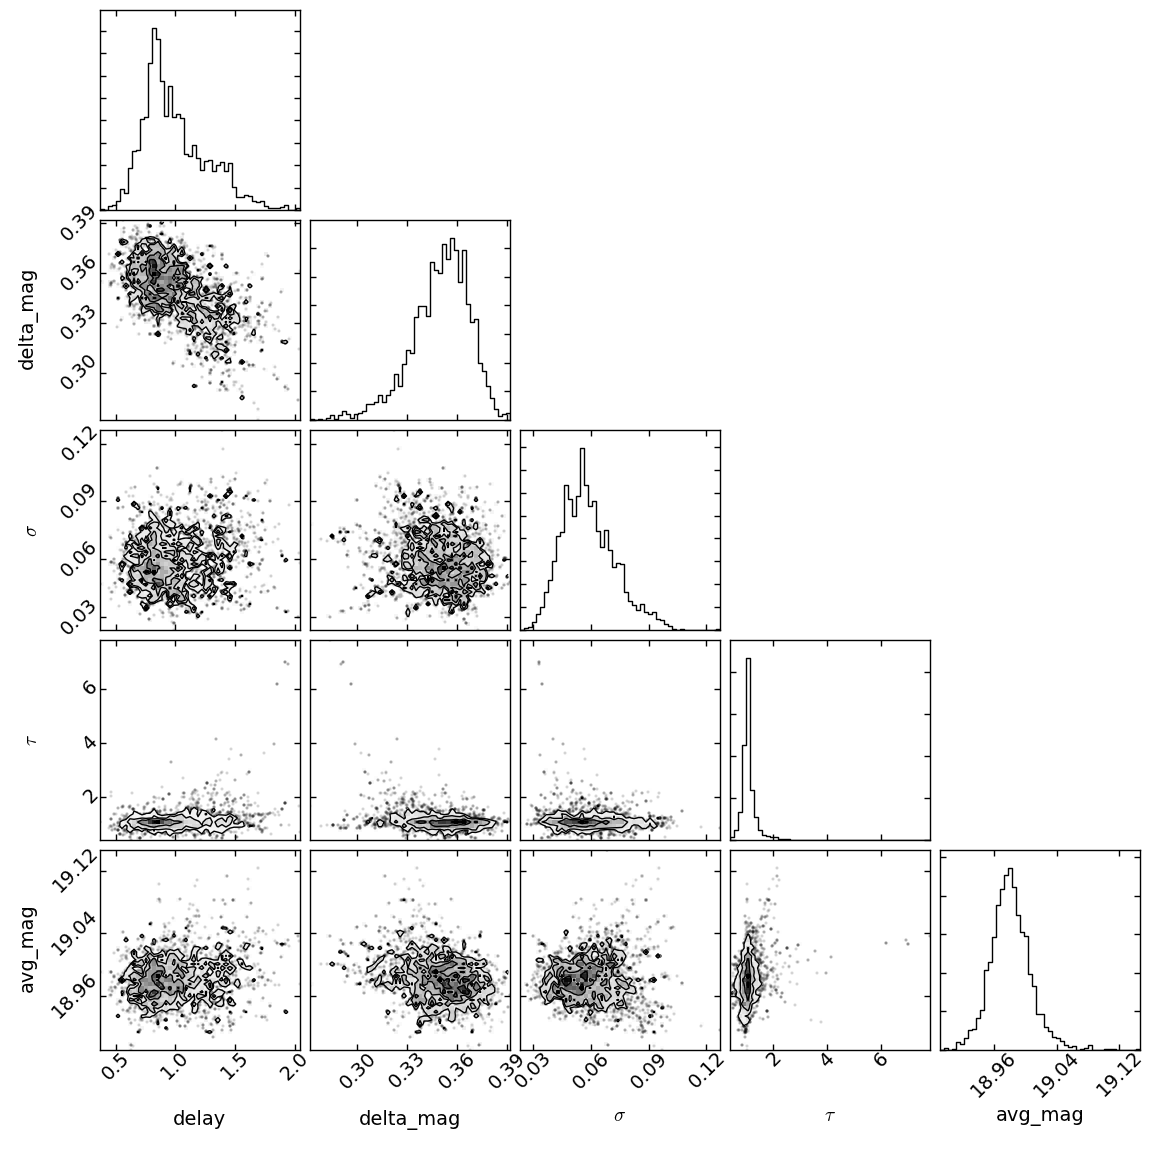 0.39
0.36
0.33
0.30
delta_mag
0.12
0.09
0.06
0.03
σ
6
4
2
τ
19.12
19.04
18.96
avg_mag
0.5 1.0 1.5 2.0
0.30 0.33 0.36 0.39
0.03 0.06 0.09 0.12
2 4 6
18.96 19.04 19.12
delay delta_mag σ τ avg_mag